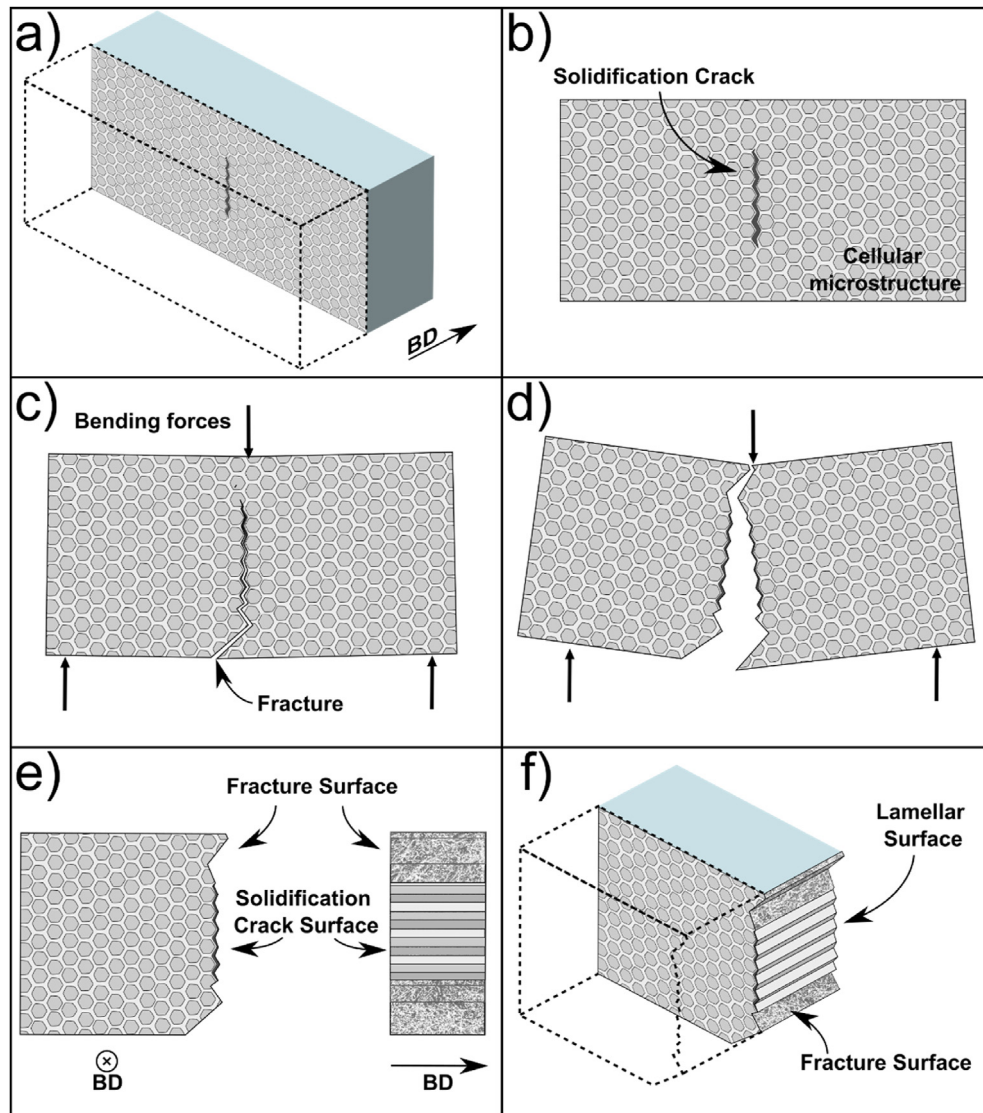 a)
BD
b)
Solidification Crack
Cellular
microstructure
c)
Bending forces
Fracture
d)
e)
Fracture Surface
Solidification
Crack Surface
BD
BD
f)
Lamellar
Surface
Fracture Surface